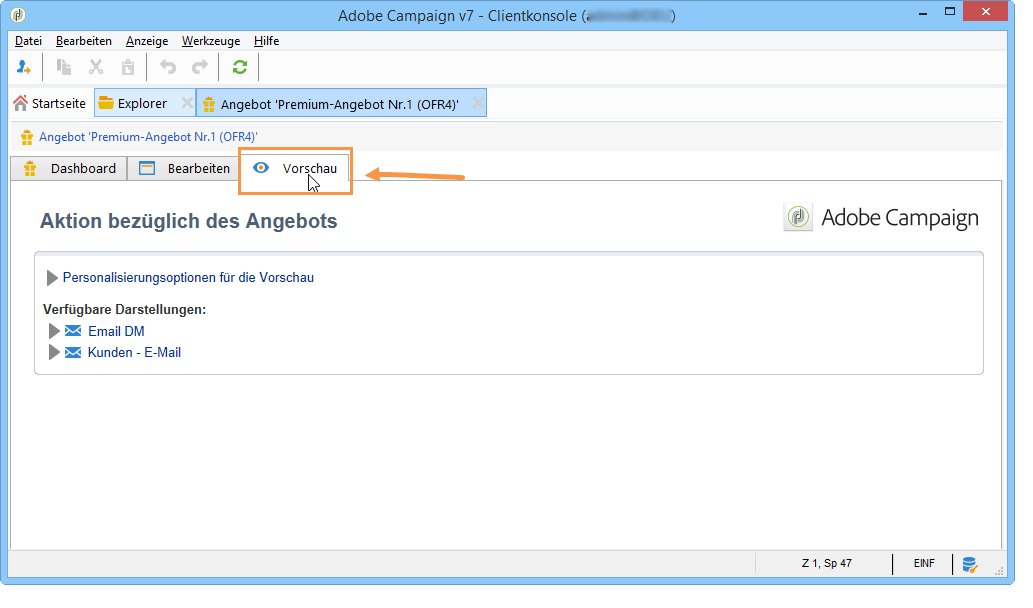 Adobe Campaign v7 - Clientkonsole ( )
Datei Bearbeiten Anzeige Werkzeuge Hilfe
Startseite Explorer Angebot 'Premium-Angebot Nr.1 (OFR4)'
Angebot 'Premium-Angebot Nr.1 (OFR4)'
Dashboard Bearbeiten Vorschau
Aktion bezüglich des Angebots
Adobe Campaign
Personalisierungsoptionen für die Vorschau
Verfügbare Darstellungen:
Email DM
Kunden - E-Mail
Z 1, Sp 47 EINF